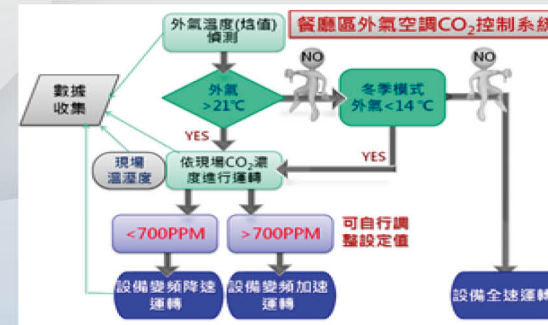 餐廳區外氣空調CO₂控制系統
外氣溫度(焓值)
偵測
NO
NO
數據
收集
外氣
>21℃
冬季模式
外氣<14 ℃
YES
YES
現場
溫溼度
依現場CO₂濃
度進行運轉
<700PPM
>700PPM
可自行調
整設定值
設備變頻降速
運轉
設備變頻加速
運轉
設備全速運轉